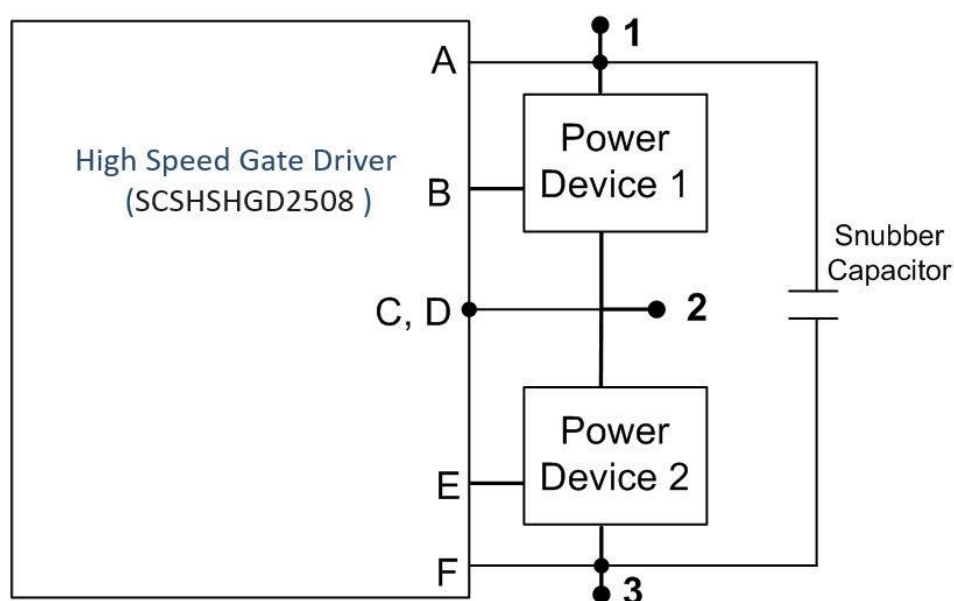 1
A
Power
Device 1
High Speed Gate Driver
(SCSHSHGD2508 )
B
Snubber
Capacitor
C, D
2
Power
Device 2
E
F
3